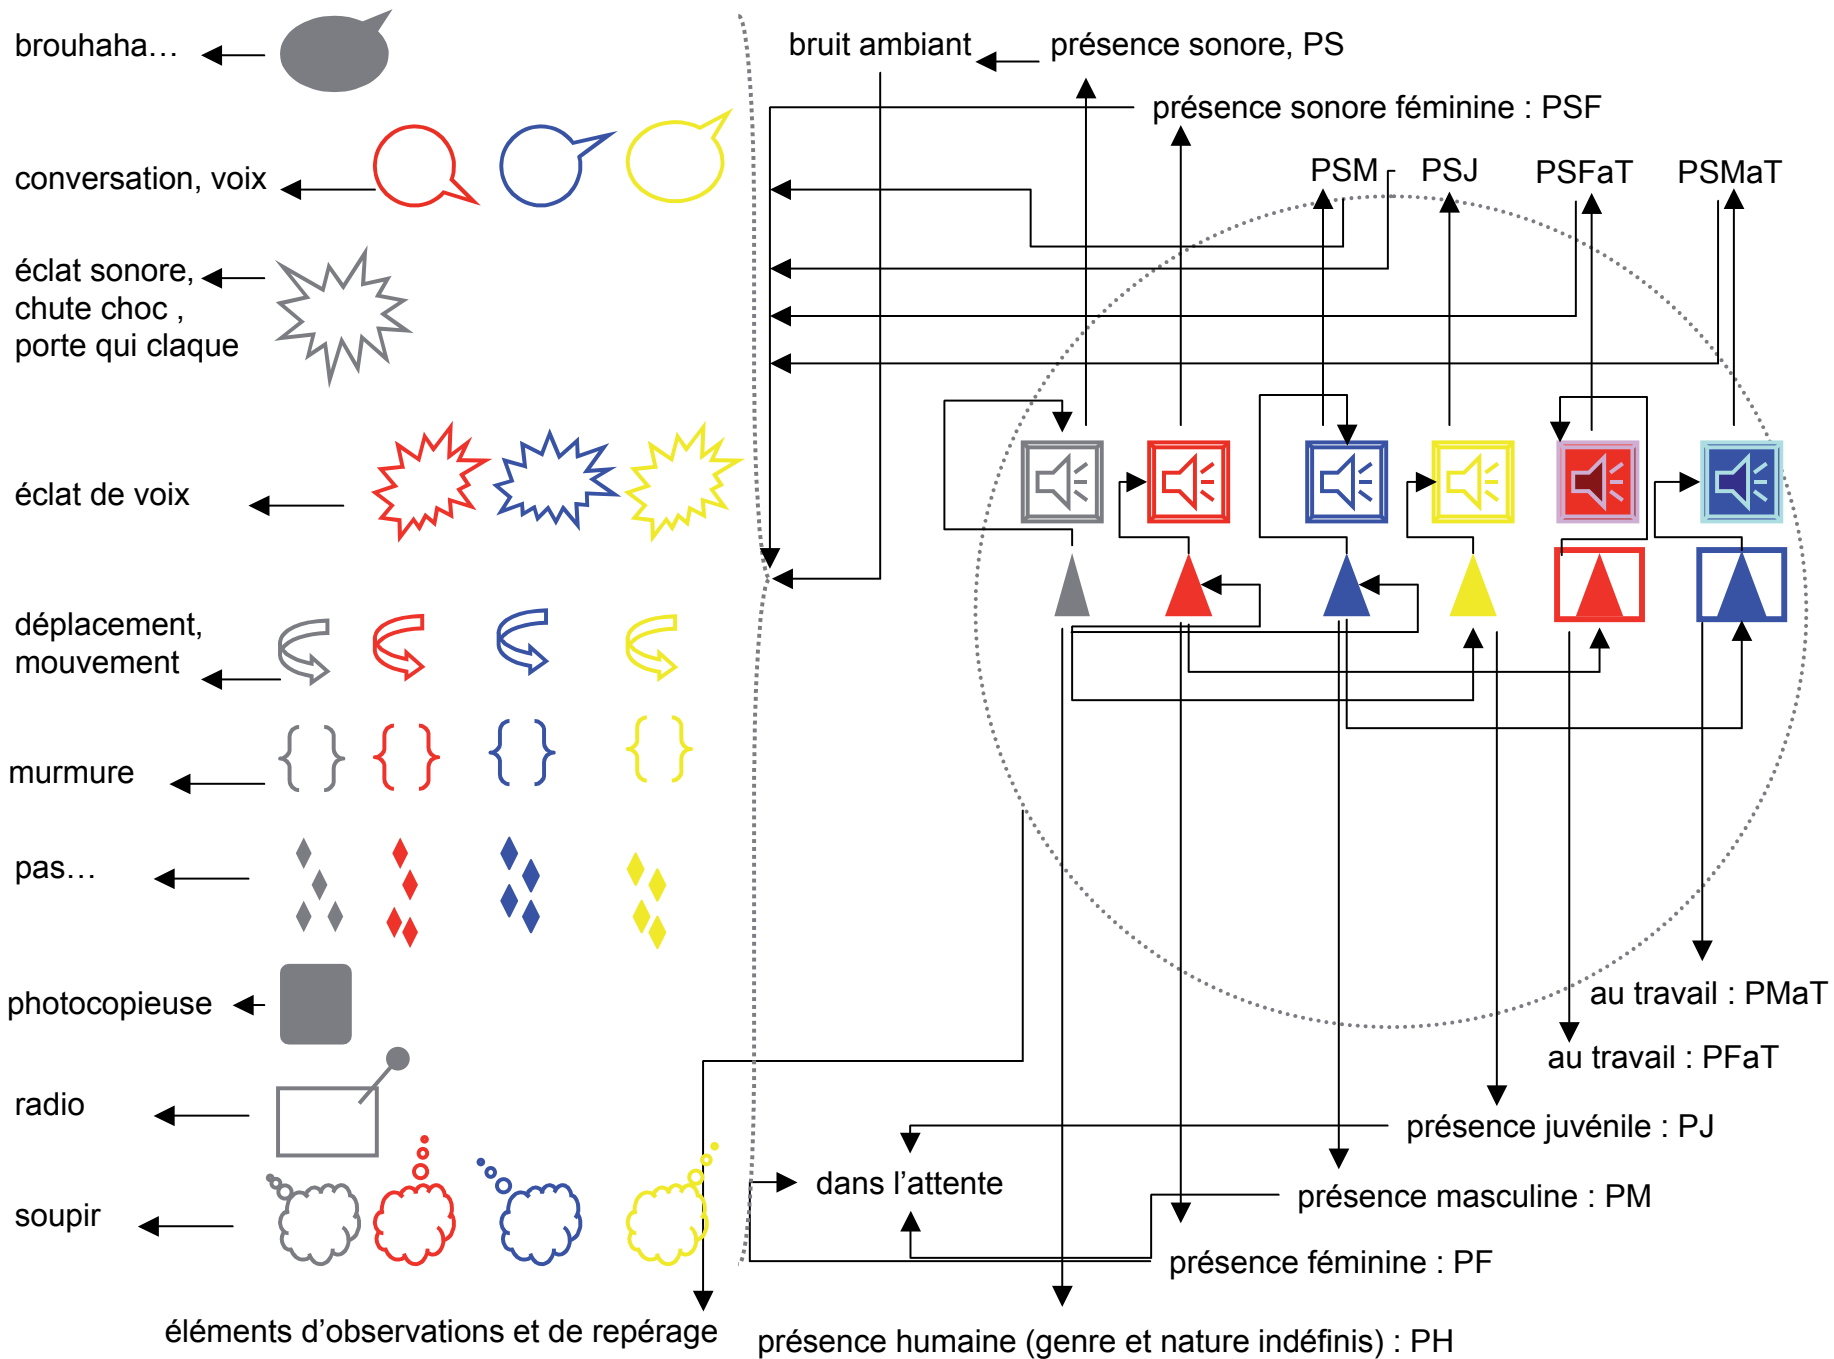 brouhaha…
bruit ambiant
présence sonore, PS
présence sonore féminine : PSF
conversation, voix
PSM
PSJ
PSFaT
PSMaT
éclat sonore,
chute choc ,
porte qui claque
éclat de voix
déplacement,
mouvement
murmure
pas…
photocopieuse
au travail : PMaT
au travail : PFaT
radio
présence juvénile : PJ
dans l’attente
présence masculine : PM
soupir
présence féminine : PF
éléments d’observations et de repérage
présence humaine (genre et nature indéfinis) : PH